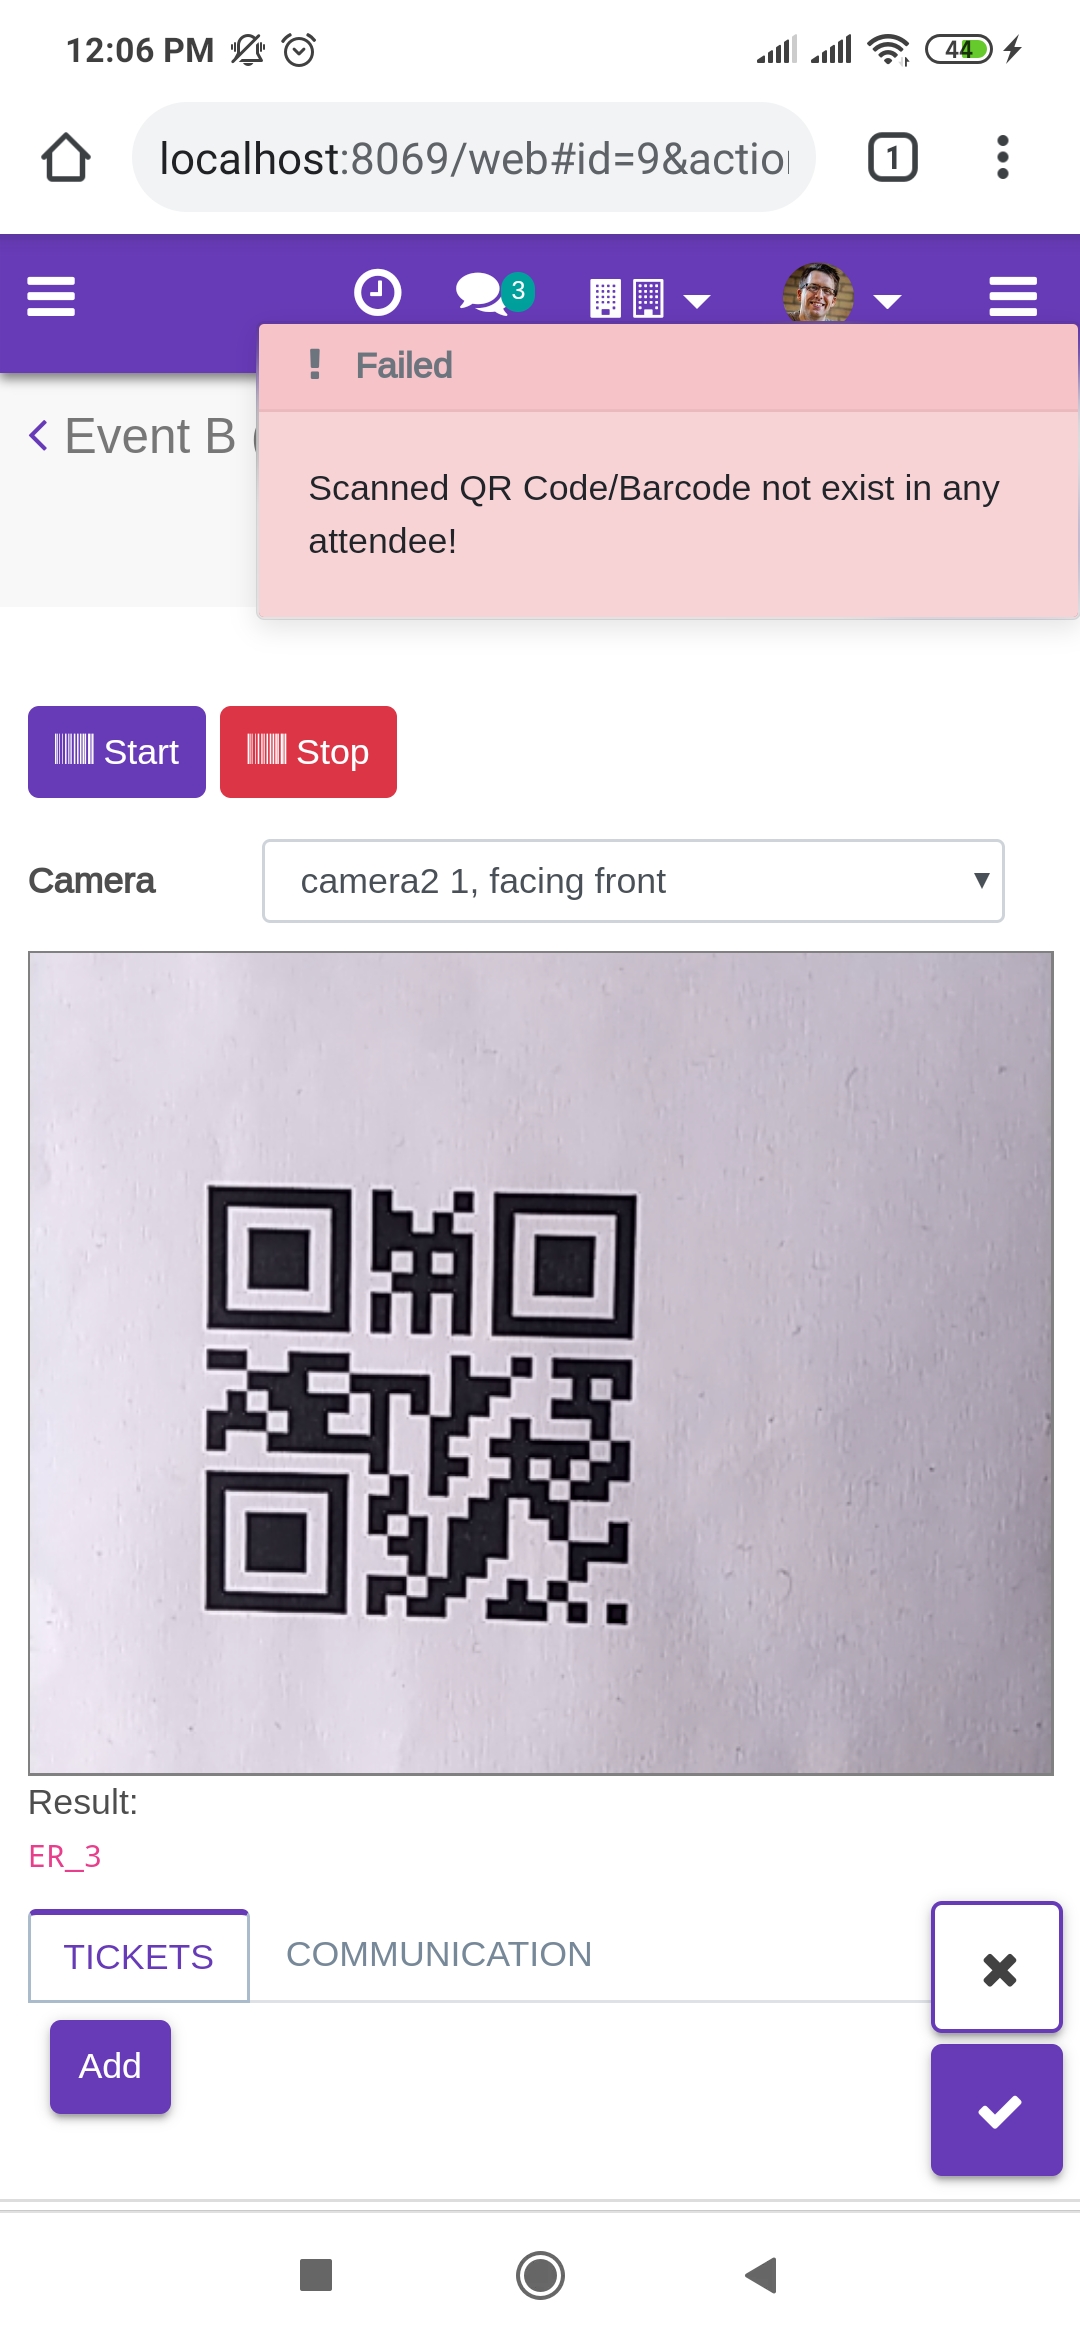 12:06 PM
44
localhost:8069/web#id=9&actio
1
3
Failed
Event B
Scanned QR Code/Barcode not exist in any
attendee!
Start
Stop
Camera
camera2 1, facing front
Result:
ER_3
TICKETS
COMMUNICATION
Add